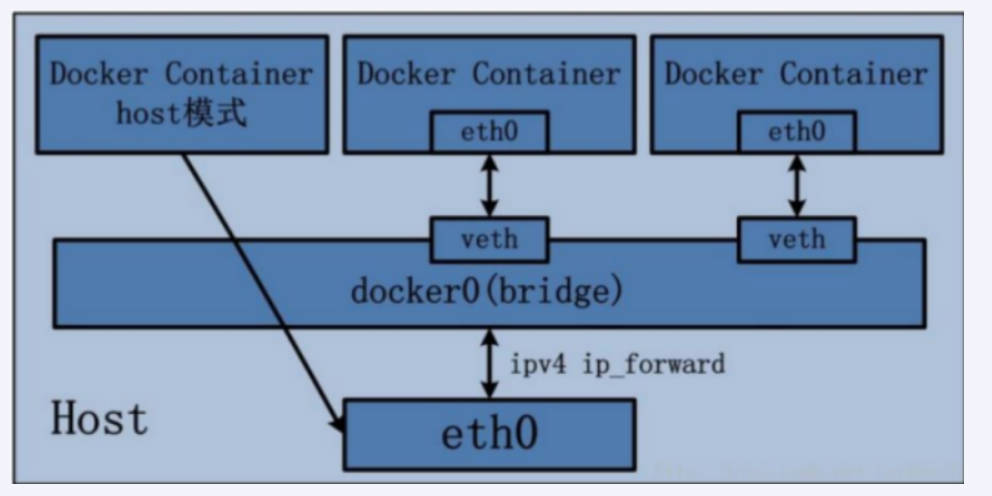 Docker Container
host模式
Docker Container
eth0
Docker Container
eth0
veth
veth
docker0(bridge)
ipv4 ip_forward
Host
eth0